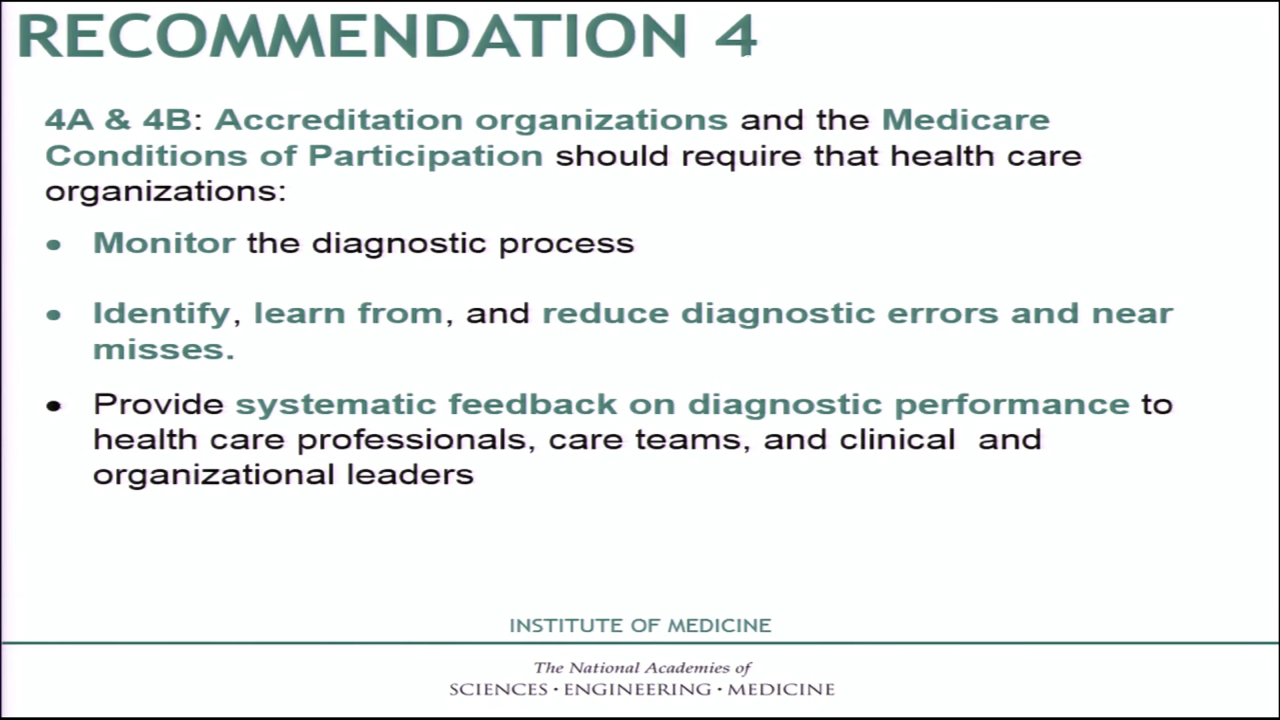 RECOMMENDATION 4
4A & 4B: Accreditation organizations and the Medicare
Conditions of Participation should require that health care
organizations:
• Monitor the diagnostic process
• Identify, learn from, and reduce diagnostic errors and near
misses.
• Provide systematic feedback on diagnostic performance to
health care professionals, care teams, and clinical and
organizational leaders
INSTITUTE OF MEDICINE
The National Academies of
SCIENCES · ENGINEERING · MEDICINE